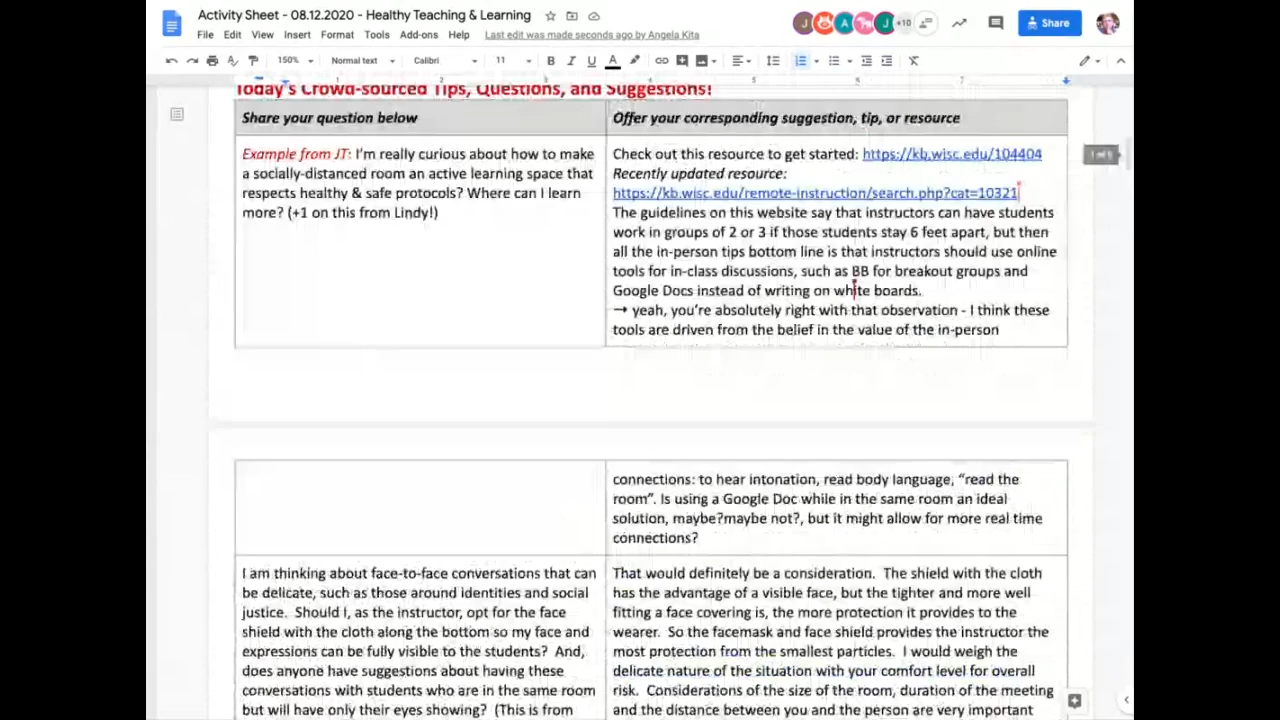 Activity Sheet - 08.12.2020 - Healthy Teaching & Learning
File Edit View Insert Format Tools Add-ons Help Last edit was made seconds ago by Angela Kita
J A J +10 Share
150% Normal text Calibri 11 B I U A
1 2 3 4 5 6 7
Today's Crowd-sourced Tips, Questions, and Suggestions!
Share your question below
Example from JT: I'm really curious about how to make
a socially-distanced room an active learning space that
respects healthy & safe protocols? Where can I learn
more? (+1 on this from Lindy!)
Offer your corresponding suggestion, tip, or resource
Check out this resource to get started: https://kb.wisc.edu/104404
Recently updated resource:
https://kb.wisc.edu/remote-instruction/search.php?cat=10321
The guidelines on this website say that instructors can have students
work in groups of 2 or 3 if those students stay 6 feet apart, but then
all the in-person tips bottom line is that instructors should use online
tools for in-class discussions, such as BB for breakout groups and
Google Docs instead of writing on white boards.
→ yeah, you're absolutely right with that observation - I think these
tools are driven from the belief in the value of the in-person
1 of 5
connections: to hear intonation, read body language, "read the
room". Is using a Google Doc while in the same room an ideal
solution, maybe?maybe not?, but it might allow for more real time
connections?
I am thinking about face-to-face conversations that can
be delicate, such as those around identities and social
justice. Should I, as the instructor, opt for the face
shield with the cloth along the bottom so my face and
expressions can be fully visible to the students? And,
does anyone have suggestions about having these
conversations with students who are in the same room
but will have only their eyes showing? (This is from
That would definitely be a consideration. The shield with the cloth
has the advantage of a visible face, but the tighter and more well
fitting a face covering is, the more protection it provides to the
wearer. So the facemask and face shield provides the instructor the
most protection from the smallest particles. I would weigh the
delicate nature of the situation with your comfort level for overall
risk. Considerations of the size of the room, duration of the meeting
and the distance between you and the person are very important